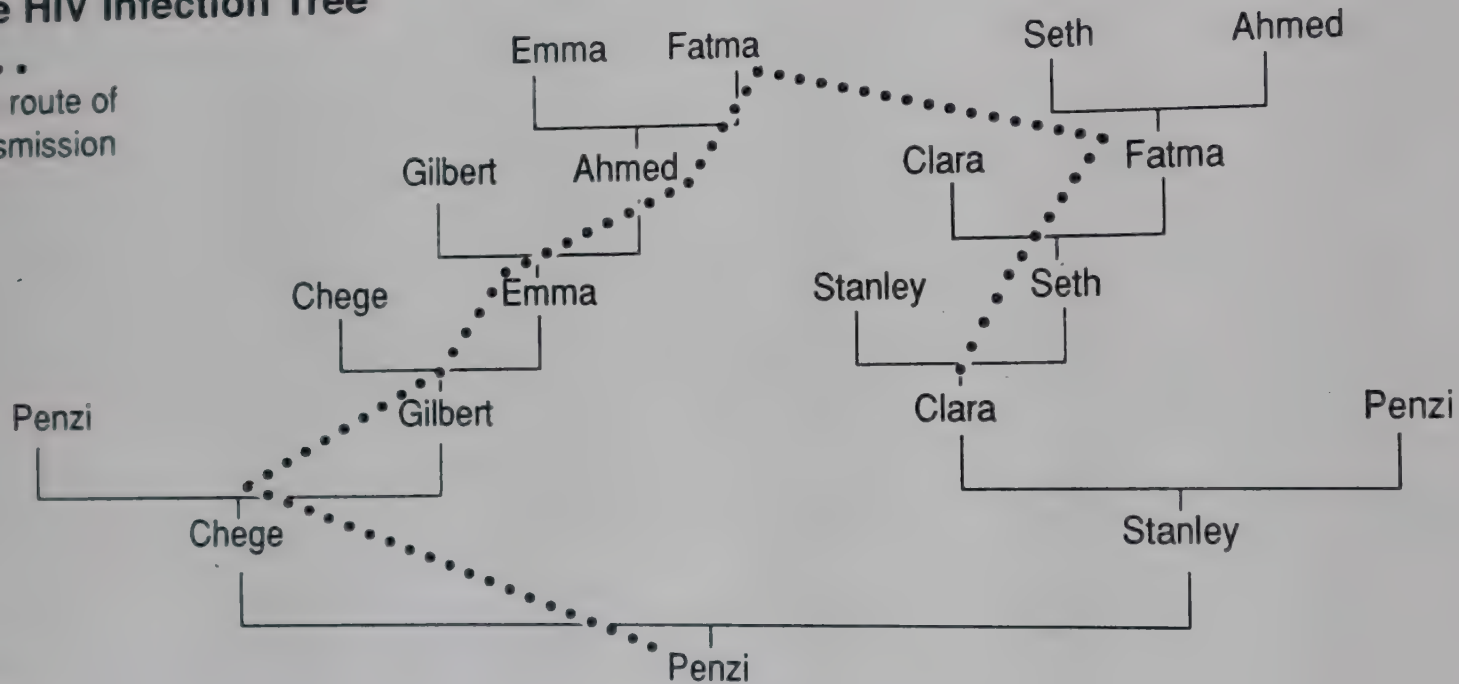 HIV Infection Tree
route of
Emma Fatma Seth Ahmed
Gilbert Ahmed Clara Fatma
Chege Emma Stanley Seth
Penzi Gilbert Clara Penzi
Chege Stanley
Penzi